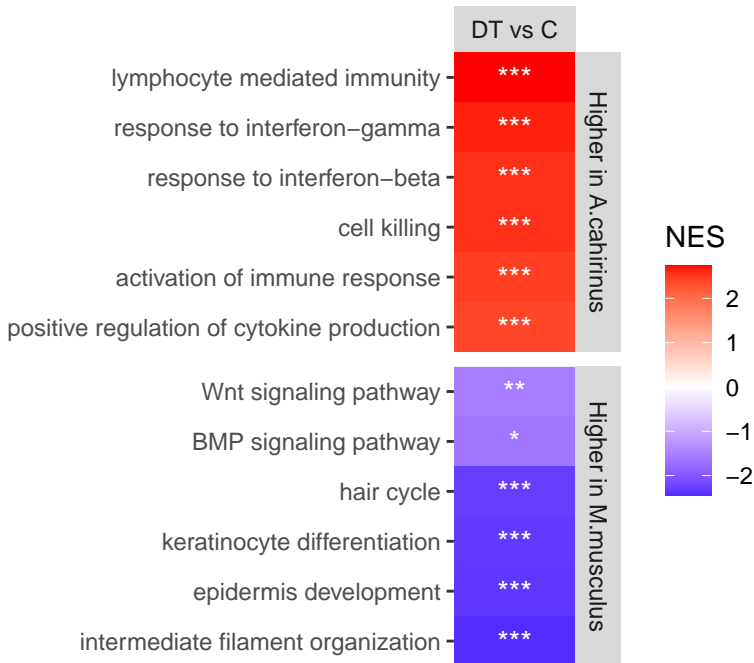 DT vs C
lymphocyte mediated immunity ***
response to interferon−gamma ***
response to interferon−beta ***
cell killing ***
activation of immune response ***
positive regulation of cytokine production ***
Higher in A.cahirinus
Wnt signaling pathway **
BMP signaling pathway *
hair cycle ***
keratinocyte differentiation ***
epidermis development ***
intermediate filament organization ***
Higher in M.musculus
NES
2
1
0
−1
−2